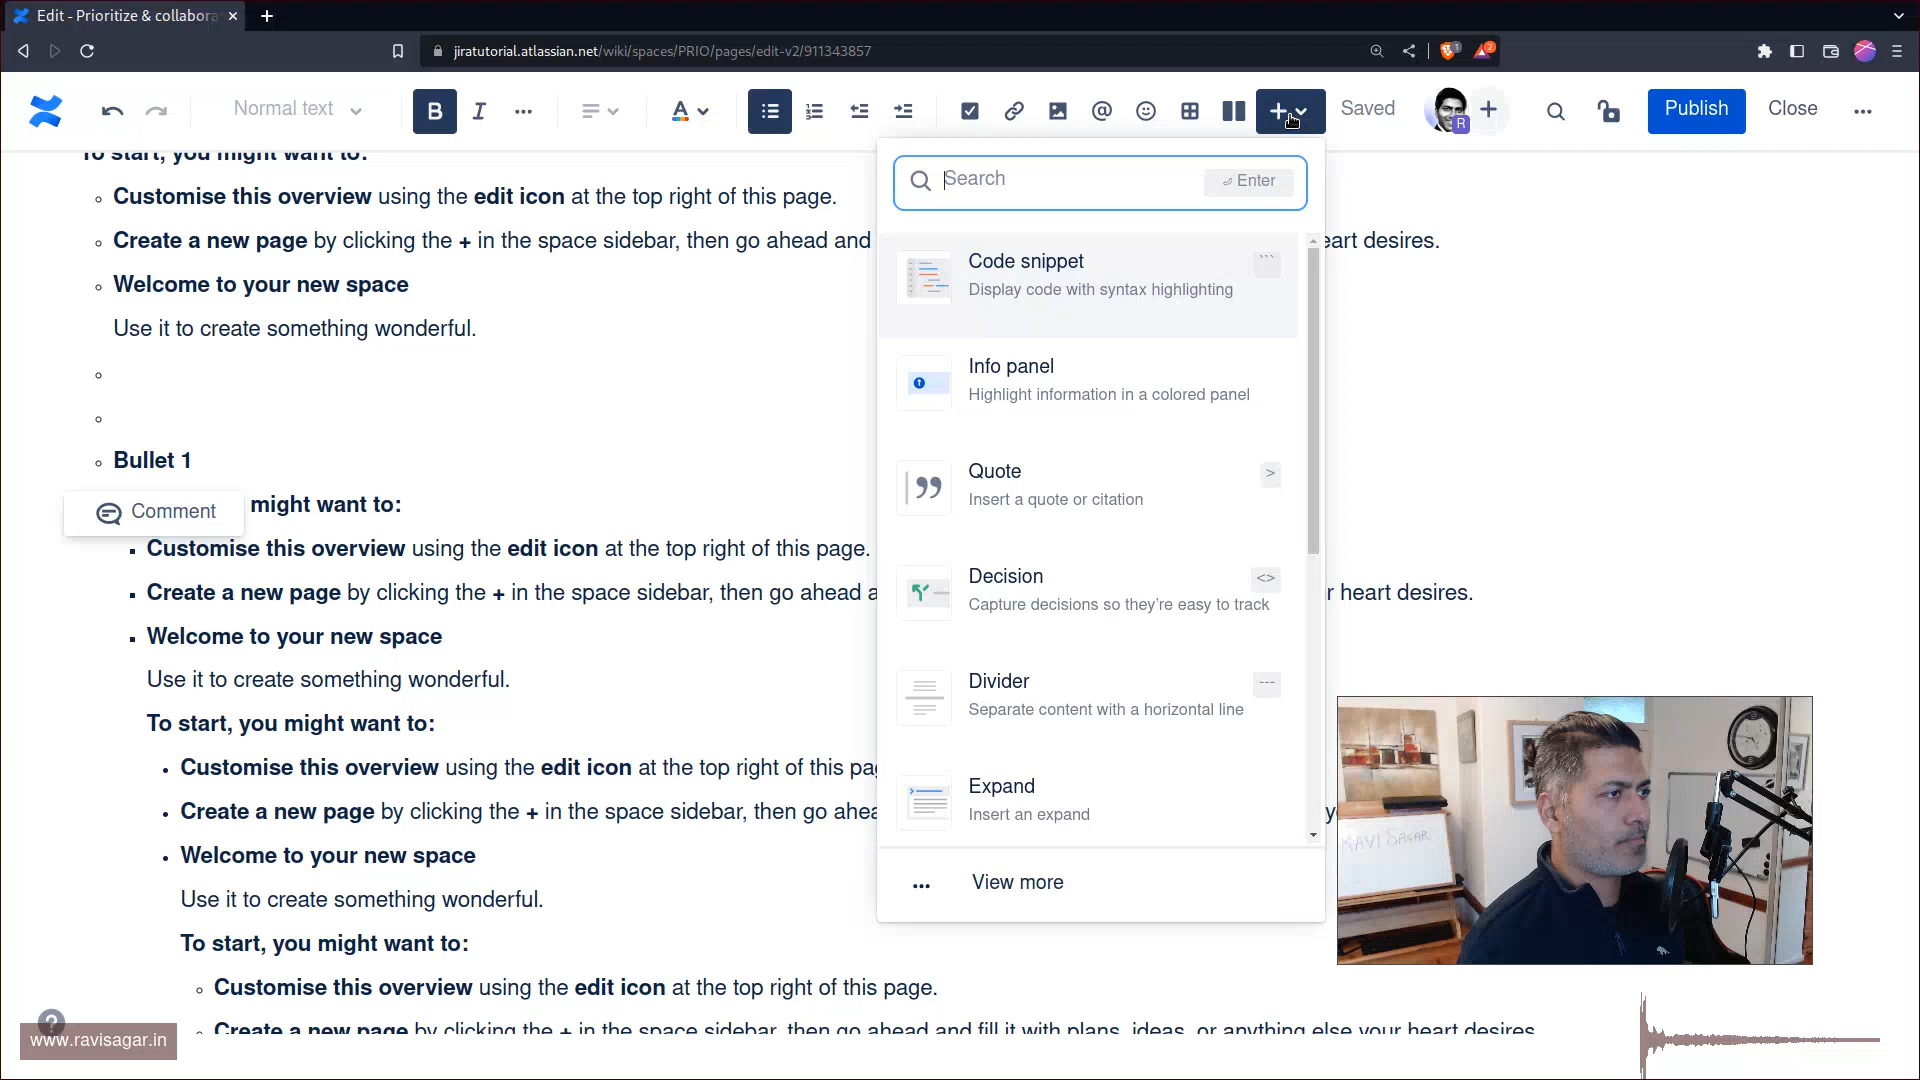 Edit - Prioritize & collabora
jiratutorial.atlassian.net/wiki/spaces/PRIO/pages/edit-v2/911343857
1
2
Normal text
B
I
A
@
Saved
R
Publish
Close
To start, you might want to:
Customise this overview using the edit icon at the top right of this page.
Create a new page by clicking the + in the space sidebar, then go ahead and
eart desires.
Welcome to your new space
Use it to create something wonderful.
Bullet 1
might want to:
Comment
Customise this overview using the edit icon at the top right of this page.
Create a new page by clicking the + in the space sidebar, then go ahead a
r heart desires.
Welcome to your new space
Use it to create something wonderful.
To start, you might want to:
Customise this overview using the edit icon at the top right of this pag
Create a new page by clicking the + in the space sidebar, then go ahea
y
Welcome to your new space
Use it to create something wonderful.
To start, you might want to:
Customise this overview using the edit icon at the top right of this page.
Create a new page by clicking the + in the space sidebar, then go ahead and fill it with plans, ideas, or anything else your heart desires
Search
Enter
Code snippet
```
Display code with syntax highlighting
Info panel
Highlight information in a colored panel
Quote
>
Insert a quote or citation
Decision
<>
Capture decisions so they're easy to track
Divider
---
Separate content with a horizontal line
Expand
Insert an expand
View more
RAVI SAGAR
?
www.ravisagar.in